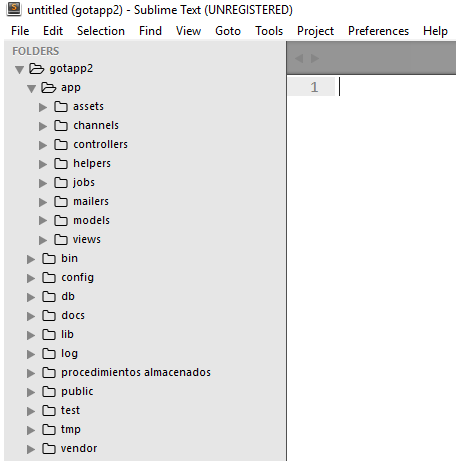 untitled (gotapp2) - Sublime Text (UNREGISTERED)
File Edit Selection Find View Goto Tools Project Preferences Help
FOLDERS
gotapp2
app
assets
channels
controllers
helpers
jobs
mailers
models
views
bin
config
db
docs
lib
log
procedimientos almacenados
public
test
tmp
vendor
1